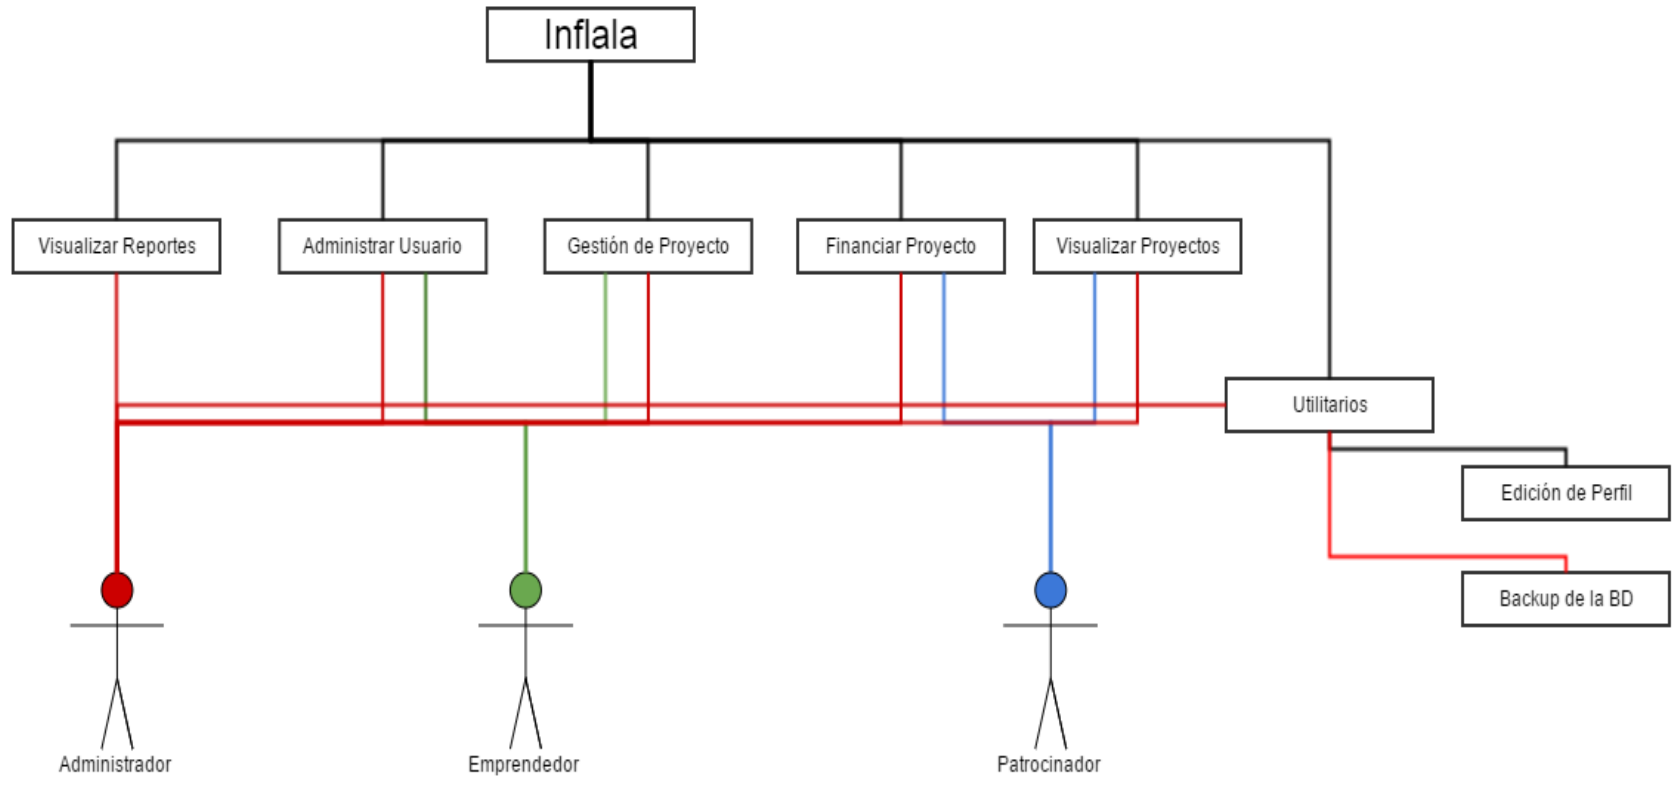 Inflala
Visualizar Reportes
Administrar Usuario
Gestión de Proyecto
Financiar Proyecto
Visualizar Proyectos
Utilitarios
Edición de Perfil
Backup de la BD
Administrador
Emprendedor
Patrocinador